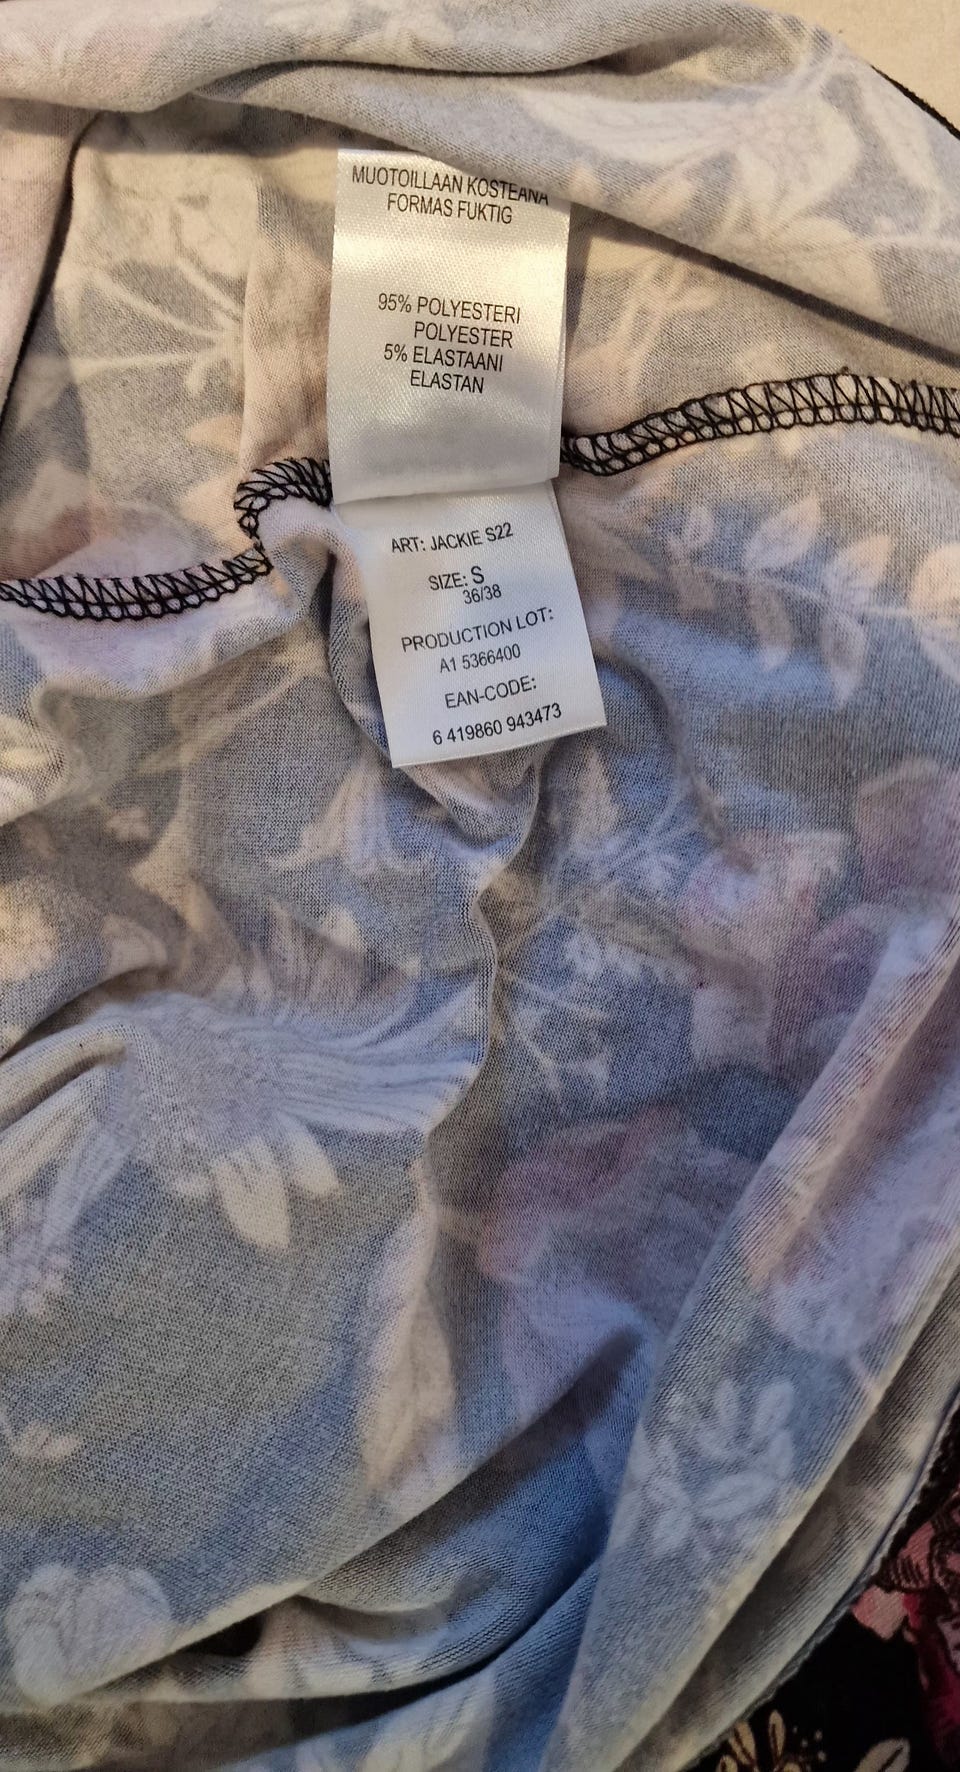 MUOTOILLAAN KOSTEANA
FORMAS FUKTIG
95% POLYESTERI
POLYESTER
5% ELASTAANI
ELASTAN
ART: JACKIE S22
SIZE: S
36/38
PRODUCTION LOT:
A1 5366400
EAN-CODE:
6 419860 943473